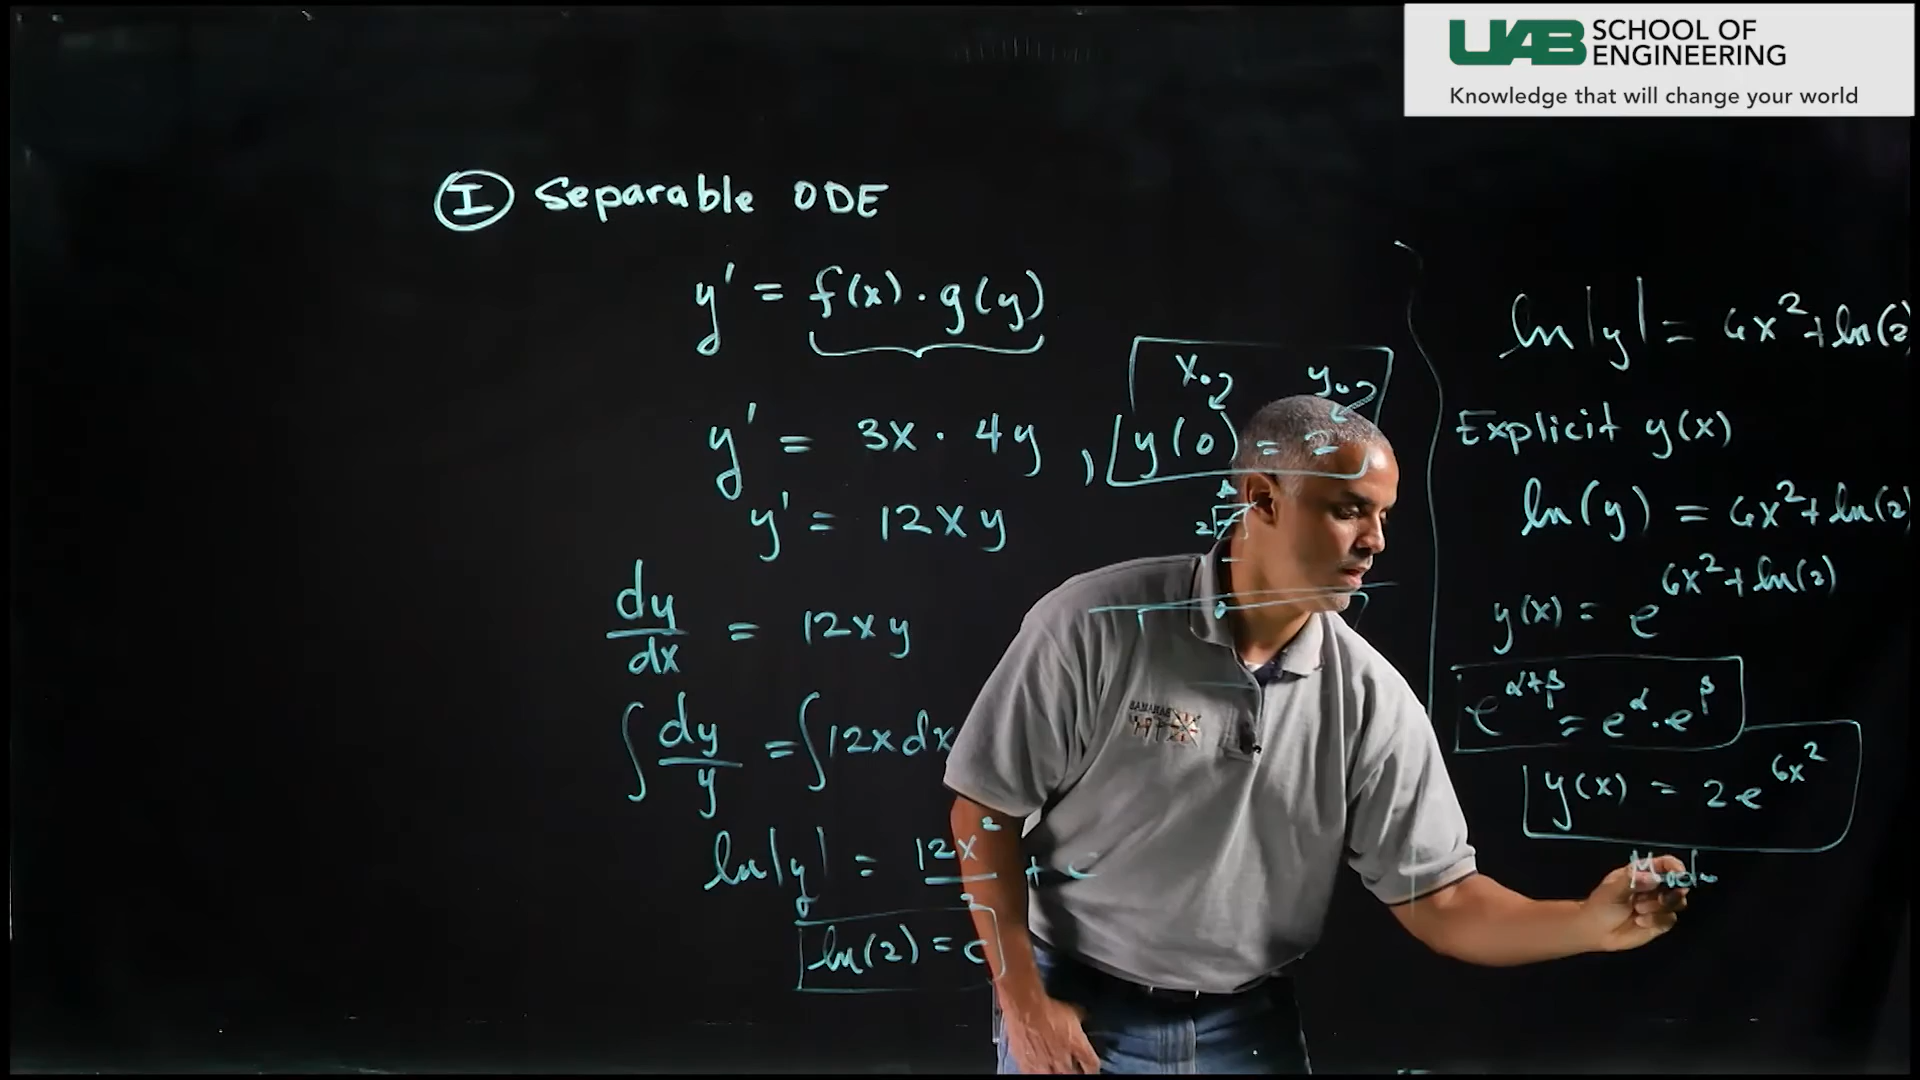 UAB SCHOOL OF
ENGINEERING
Knowledge that will change your world
I Separable ODE
y' = f(x) · g(y)
x₀ y₀
y' = 3x · 4y , y(0) = 2
y' = 12xy
2
dy/dx = 12xy
∫ dy/y = ∫ 12x dx
ln|y| = 12x²/2 + c
ln(2) = c
ln|y| = 6x² + ln(2)
Explicit y(x)
ln(y) = 6x² + ln(2)
y(x) = e^(6x² + ln(2))
e^(α+β) = e^α · e^β
y(x) = 2e^(6x²)